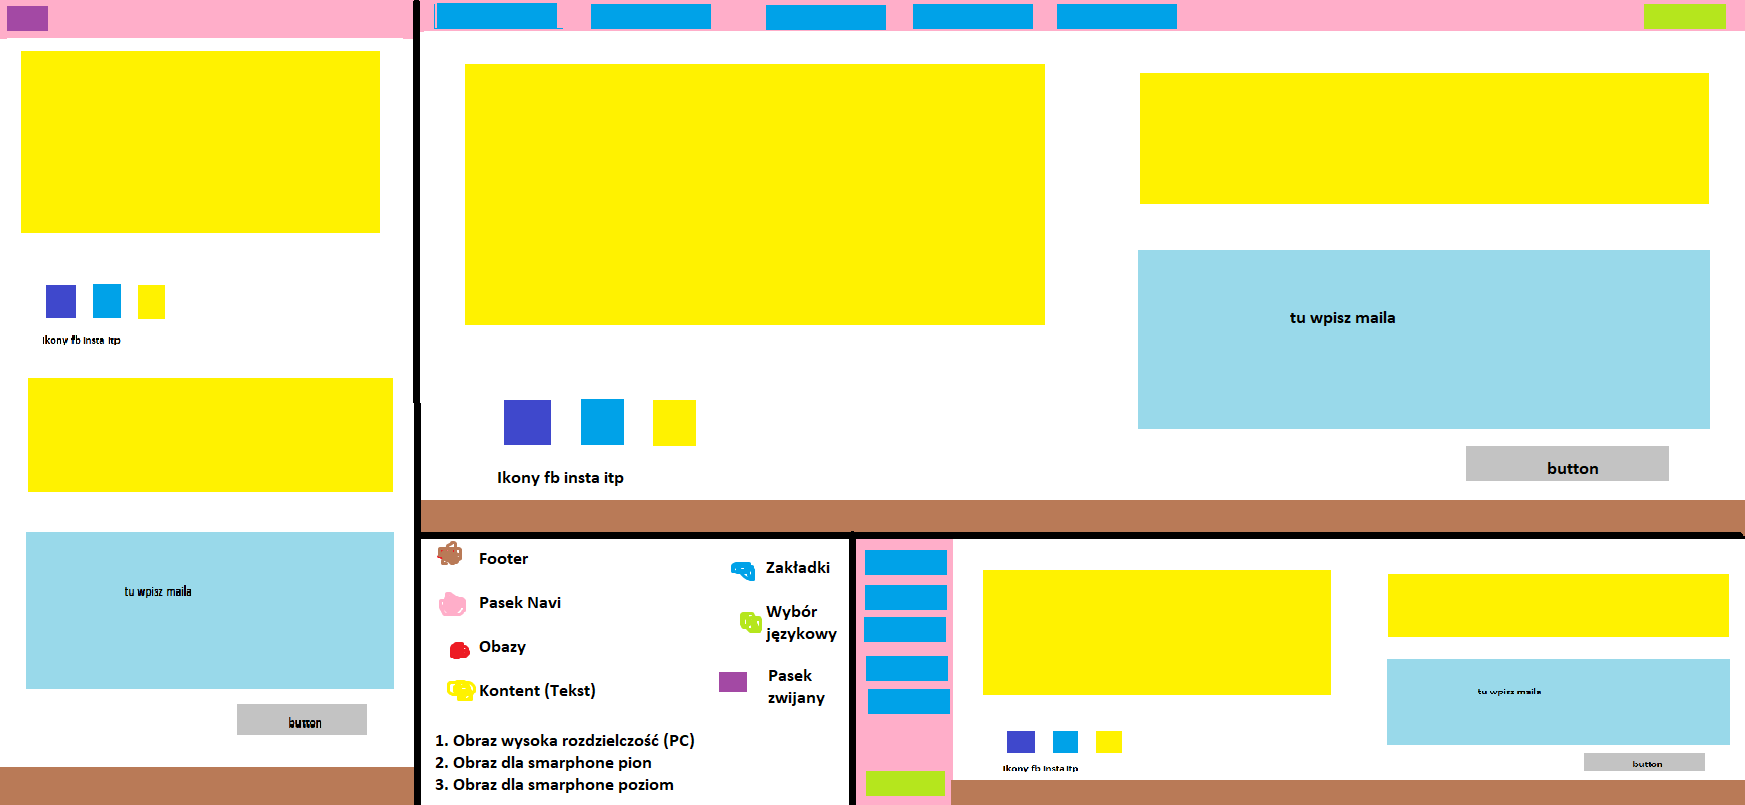 Ikony fb insta itp
tu wpisz maila
button
tu wpisz maila
Ikony fb insta itp
button
Footer
Pasek Navi
Obazy
Kontent (Tekst)
Zakładki
Wybór
językowy
Pasek
zwijany
1. Obraz wysoka rozdzielczość (PC)
2. Obraz dla smarphone pion
3. Obraz dla smarphone poziom
tu wpisz maila
Ikony fb insta itp
button